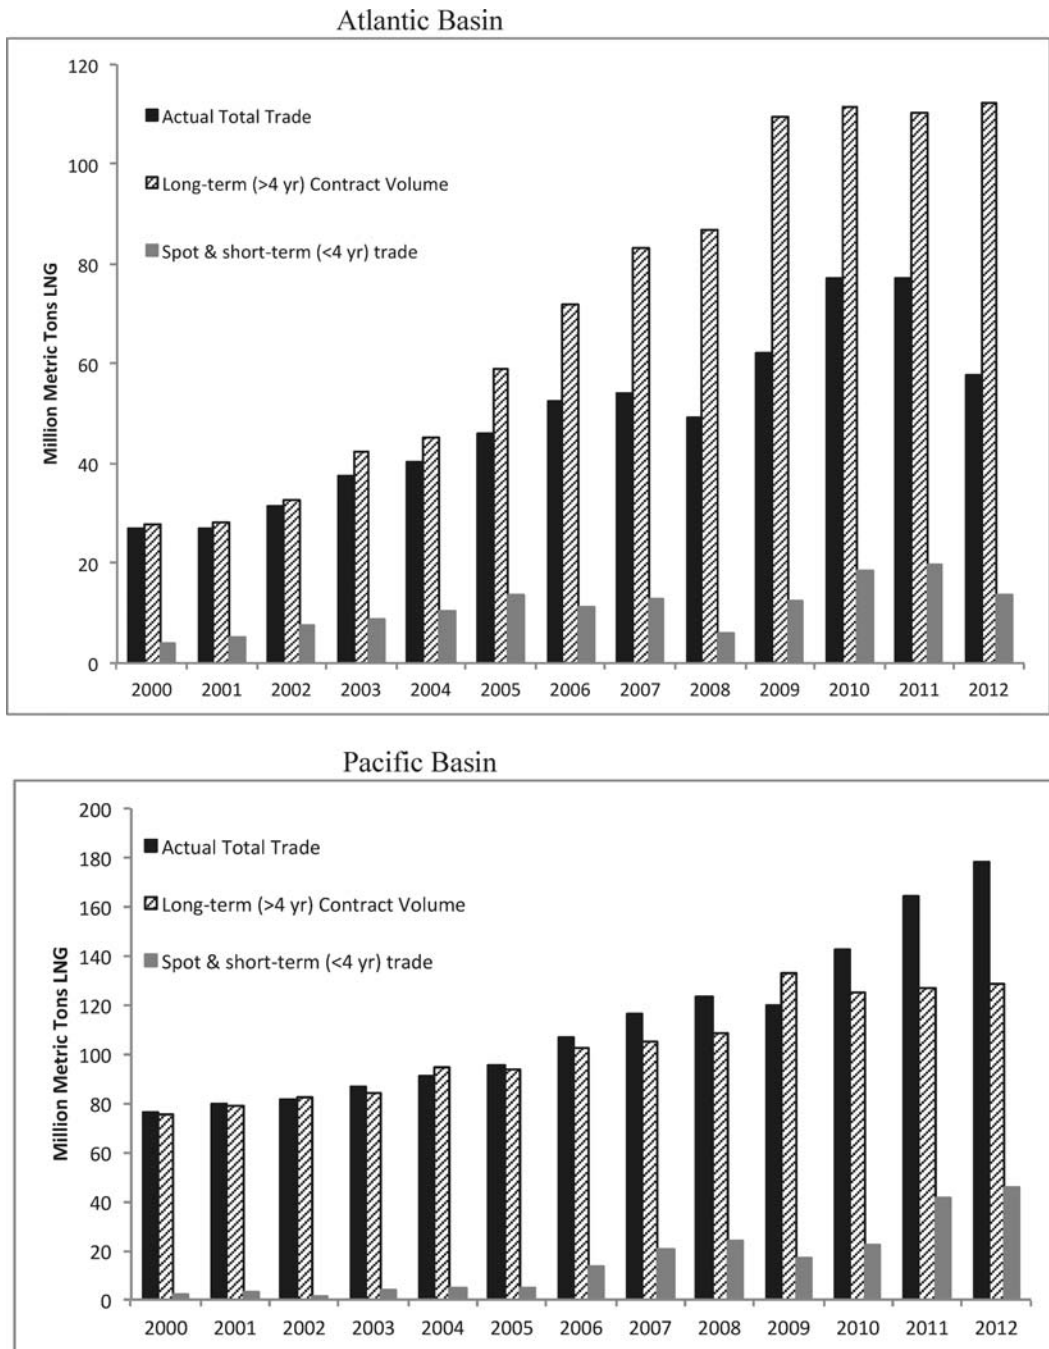 Atlantic Basin
120
100
80
60
40
20
0
Million Metric Tons LNG
Actual Total Trade
Long-term (>4 yr) Contract Volume
Spot & short-term (<4 yr) trade
2000 2001 2002 2003 2004 2005 2006 2007 2008 2009 2010 2011 2012
Pacific Basin
200
180
160
140
120
100
80
60
40
20
0
Million Metric Tons LNG
Actual Total Trade
Long-term (>4 yr) Contract Volume
Spot & short-term (<4 yr) trade
2000 2001 2002 2003 2004 2005 2006 2007 2008 2009 2010 2011 2012